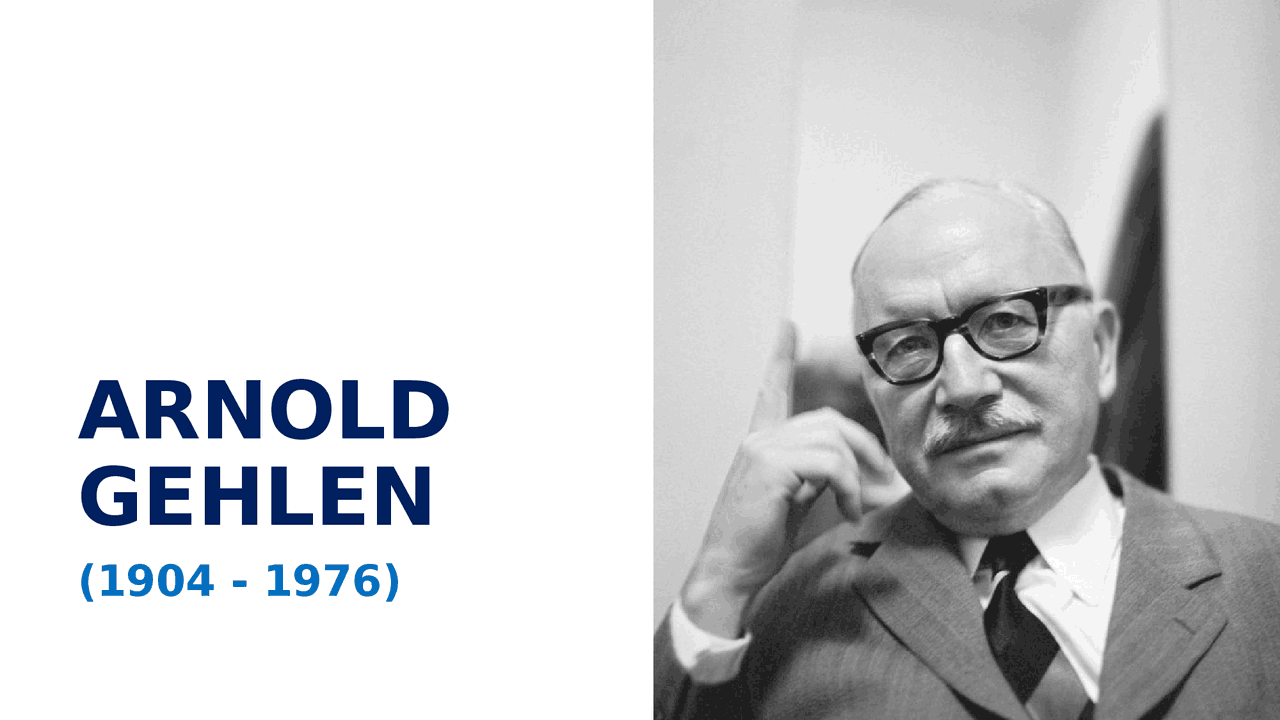 ARNOLD
GEHLEN
(1904 - 1976)